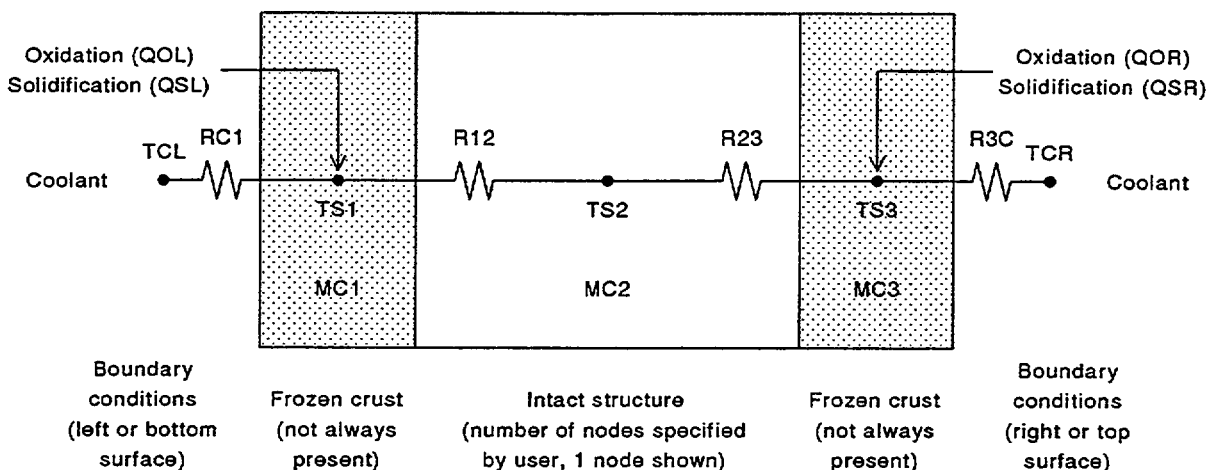 Oxidation (QOL)
Solidification (QSL)
Oxidation (QOR)
Solidification (QSR)
RC1
R12
R23
R3C
TCL
TCR
Coolant
Coolant
TS1
TS2
TS3
MC1
MC2
MC3
Boundary
conditions
(left or bottom
surface)
Frozen crust
(not always
present)
Intact structure
(number of nodes specified
by user, 1 node shown)
Frozen crust
(not always
present)
Boundary
conditions
(right or top
surface)